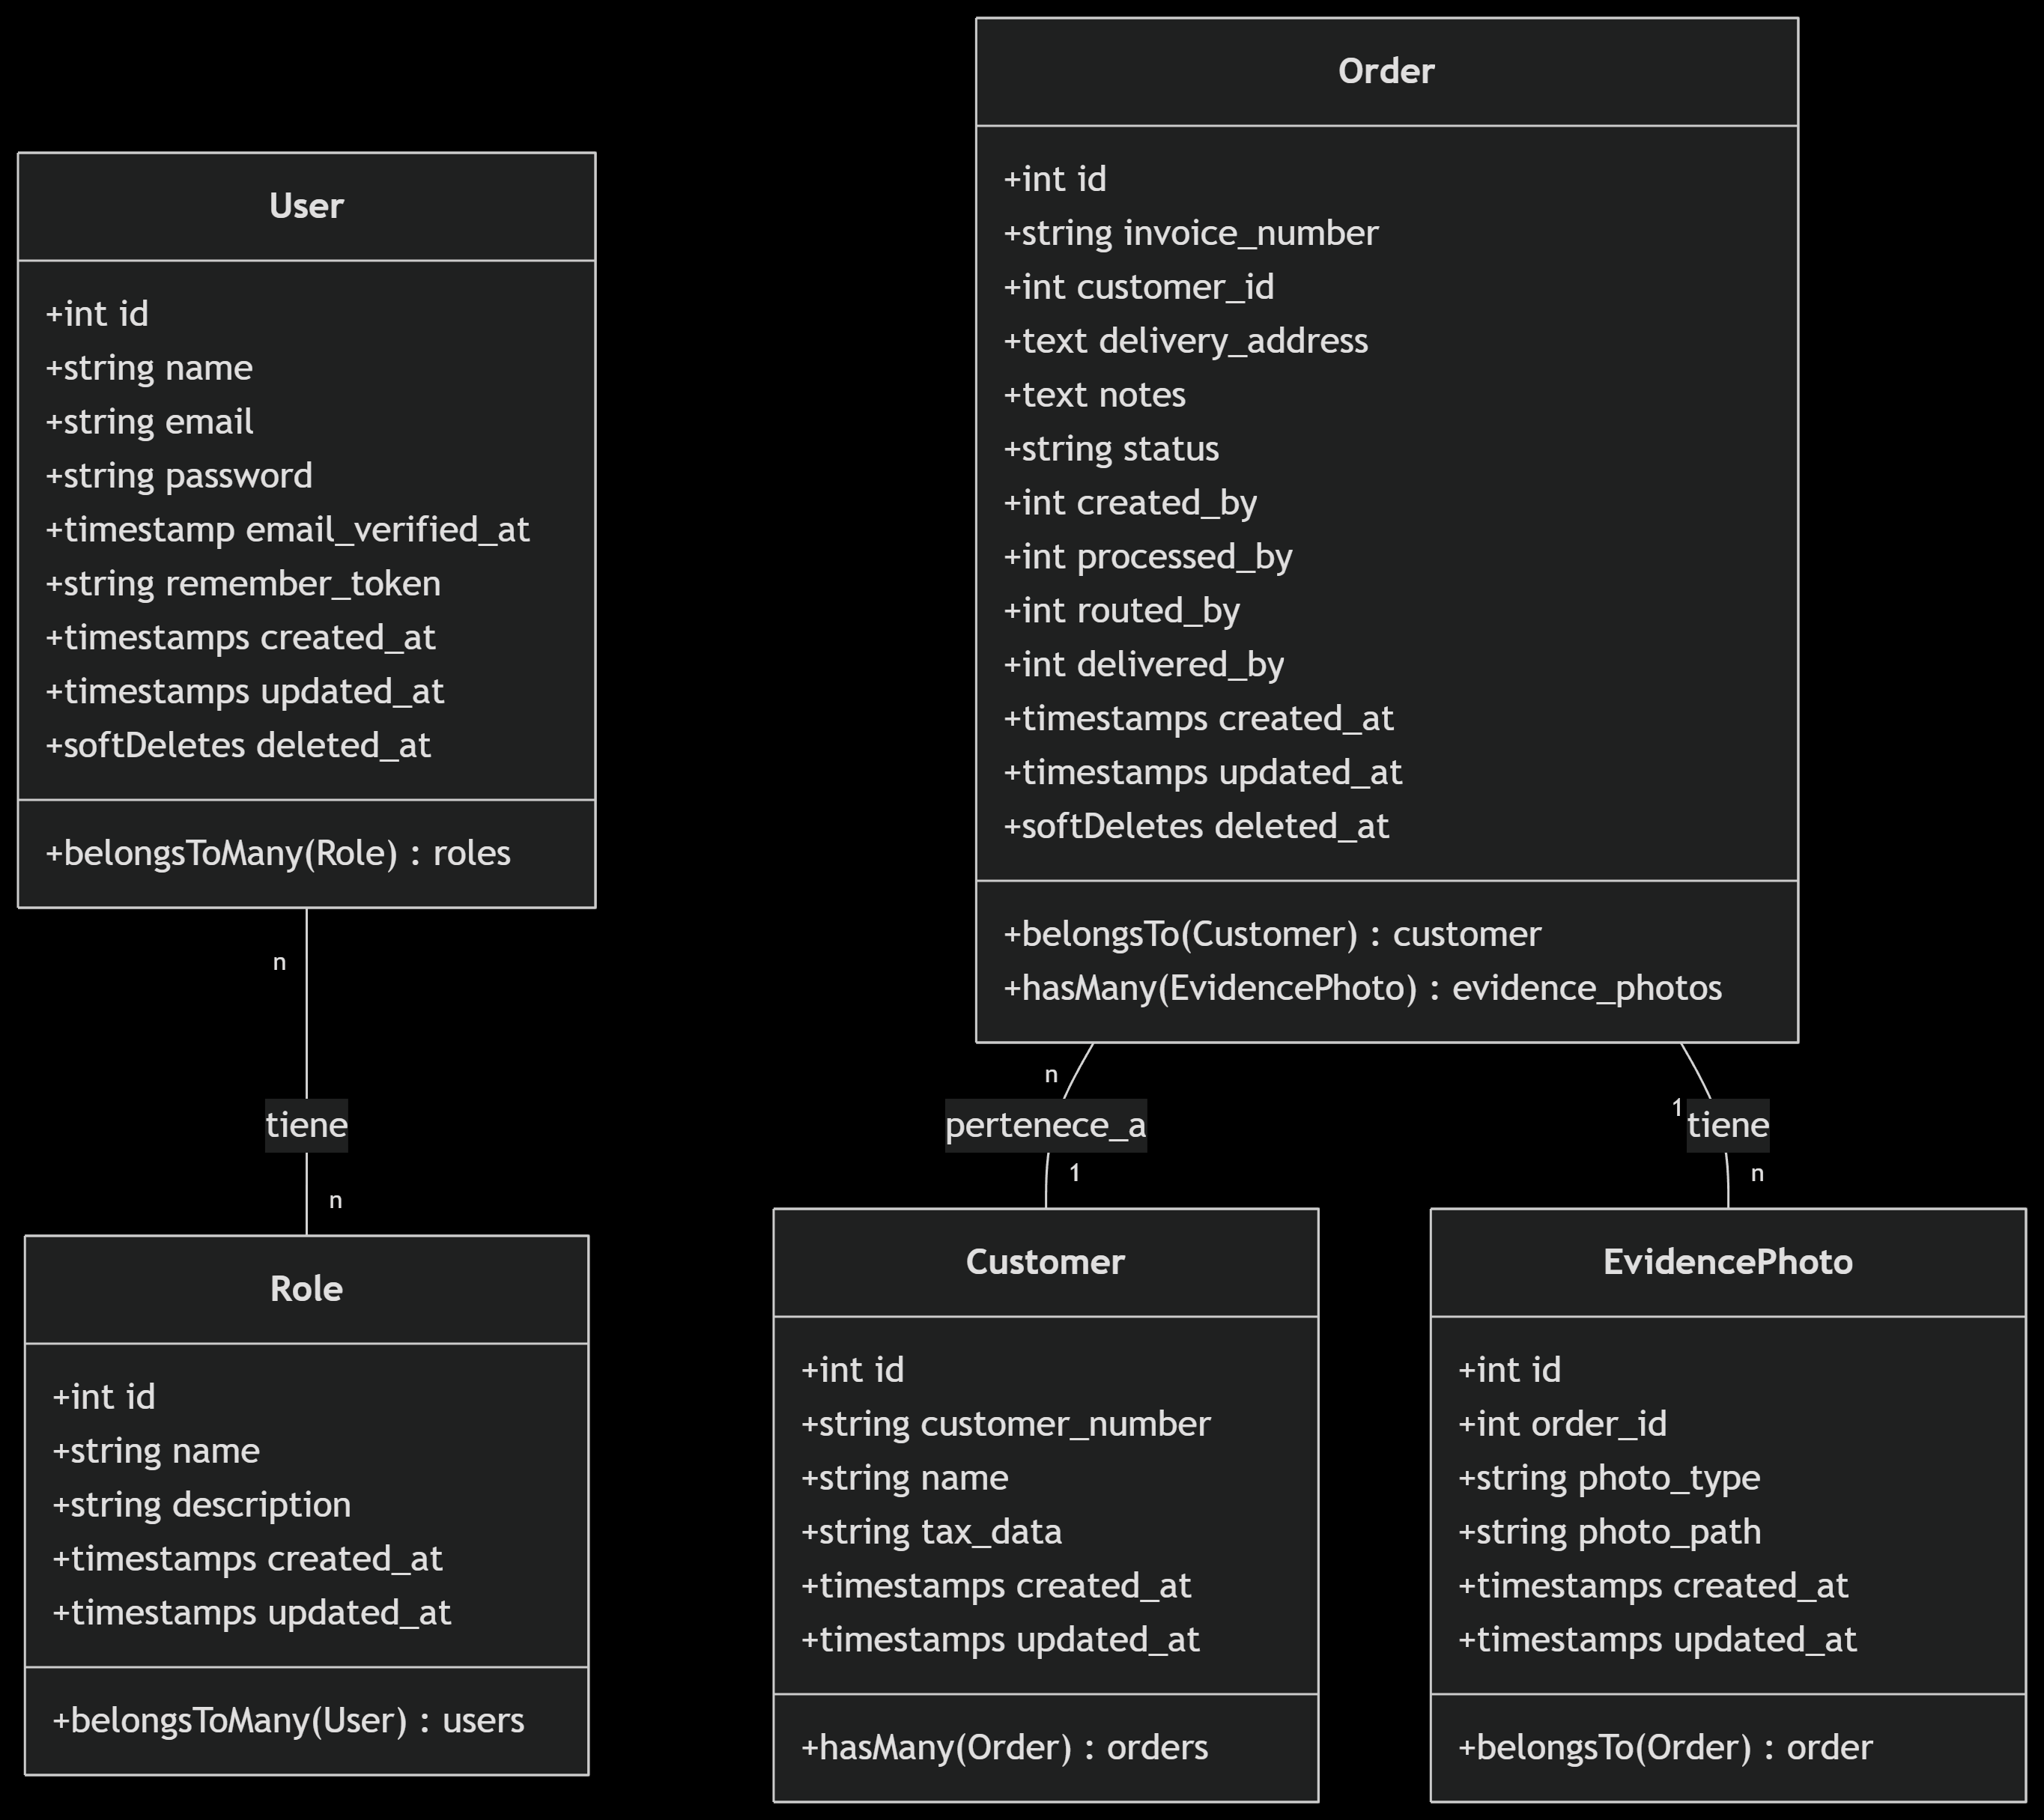 User
+int id
+string name
+string email
+string password
+timestamp email_verified_at
+string remember_token
+timestamps created_at
+timestamps updated_at
+softDeletes deleted_at
+belongsToMany(Role) : roles
n
tiene
n
Role
+int id
+string name
+string description
+timestamps created_at
+timestamps updated_at
+belongsToMany(User) : users
Order
+int id
+string invoice_number
+int customer_id
+text delivery_address
+text notes
+string status
+int created_by
+int processed_by
+int routed_by
+int delivered_by
+timestamps created_at
+timestamps updated_at
+softDeletes deleted_at
+belongsTo(Customer) : customer
+hasMany(EvidencePhoto) : evidence_photos
n
pertenece_a
1
Customer
+int id
+string customer_number
+string name
+string tax_data
+timestamps created_at
+timestamps updated_at
+hasMany(Order) : orders
1
tiene
n
EvidencePhoto
+int id
+int order_id
+string photo_type
+string photo_path
+timestamps created_at
+timestamps updated_at
+belongsTo(Order) : order